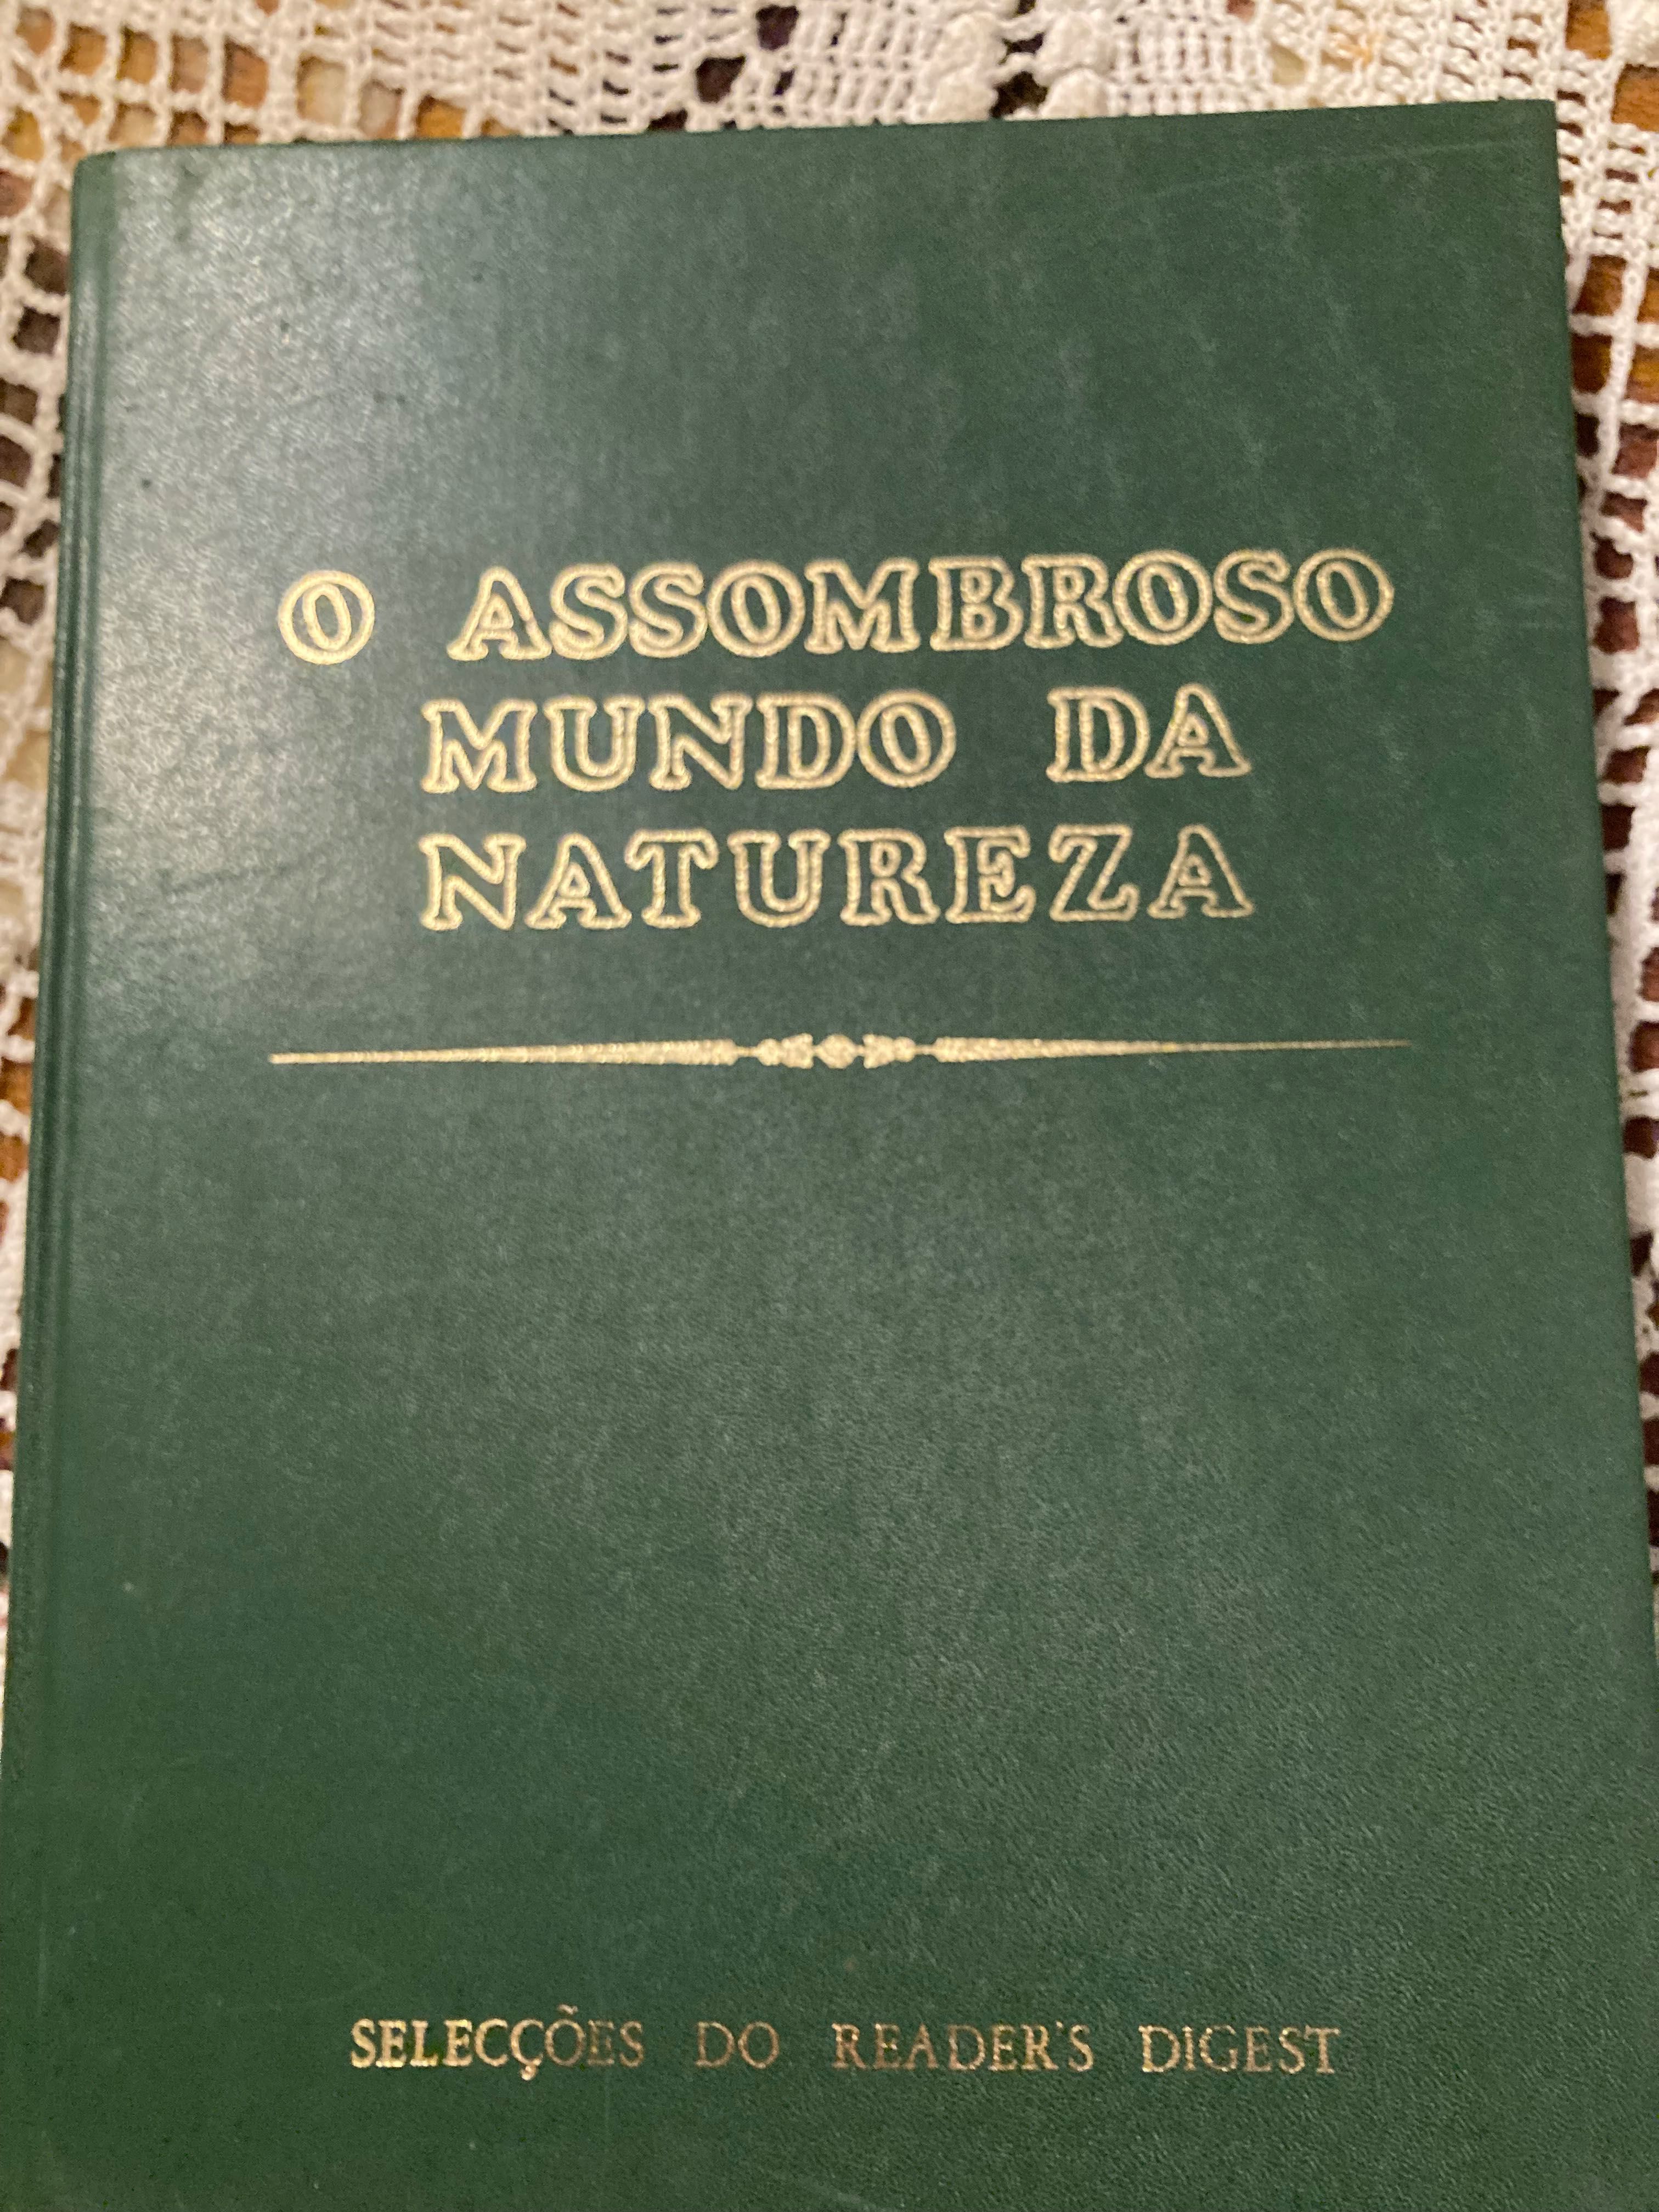 O ASSOMBROSO
MUNDO DA
NATUREZA
SELECÇÕES DO READER'S DIGEST